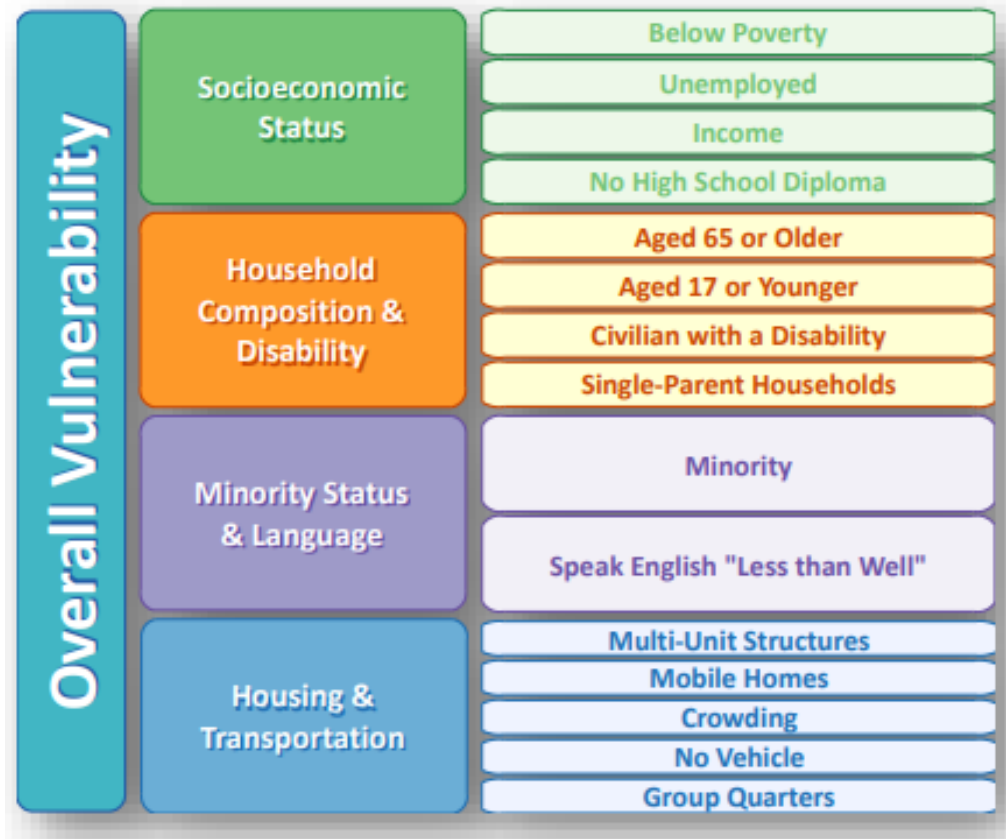 Overall Vulnerability
Socioeconomic
Status
Below Poverty
Unemployed
Income
No High School Diploma
Household
Composition &
Disability
Aged 65 or Older
Aged 17 or Younger
Civilian with a Disability
Single-Parent Households
Minority Status
& Language
Minority
Speak English "Less than Well"
Housing &
Transportation
Multi-Unit Structures
Mobile Homes
Crowding
No Vehicle
Group Quarters